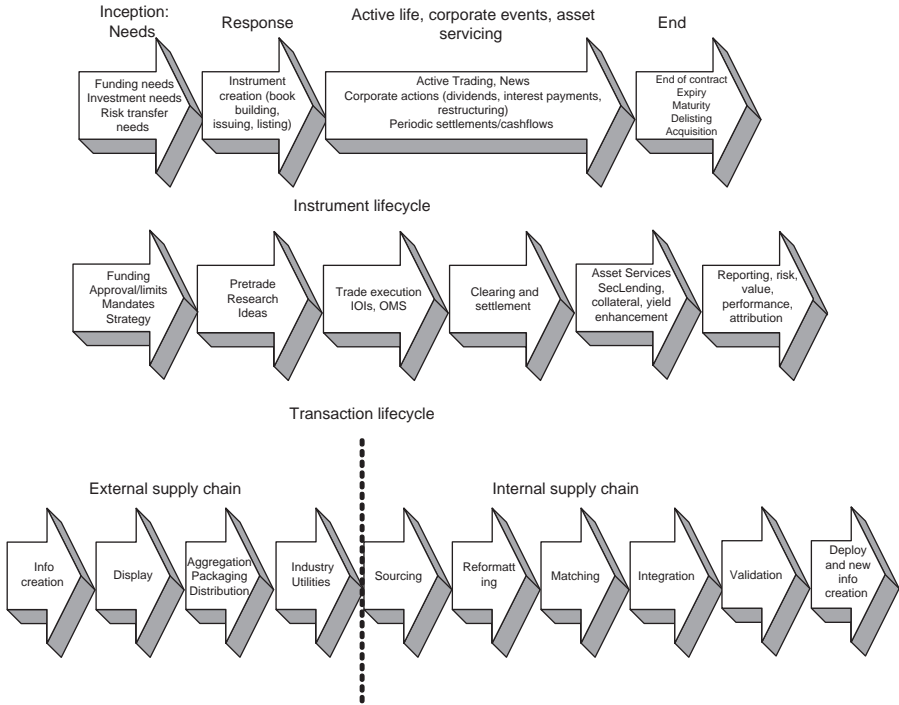 Inception:
Needs
Response
Active life, corporate events, asset
servicing
End
Funding needs
Investment needs
Risk transfer
needs
Instrument
creation (book
building,
issuing, listing)
Active Trading, News
Corporate actions (dividends, interest payments,
restructuring)
Periodic settlements/cashflows
End of contract
Expiry
Maturity
Delisting
Acquisition
Instrument lifecycle
Funding
Approval/limits
Mandates
Strategy
Pretrade
Research
Ideas
Trade execution
IOIs, OMS
Clearing and
settlement
Asset Services
SecLending,
collateral, yield
enhancement
Reporting, risk,
value,
performance,
attribution
Transaction lifecycle
External supply chain
Internal supply chain
Info
creation
Display
Aggregation
Packaging
Distribution
Industry
Utilities
Sourcing
Reformatt
ing
Matching
Integration
Validation
Deploy
and new
info
creation